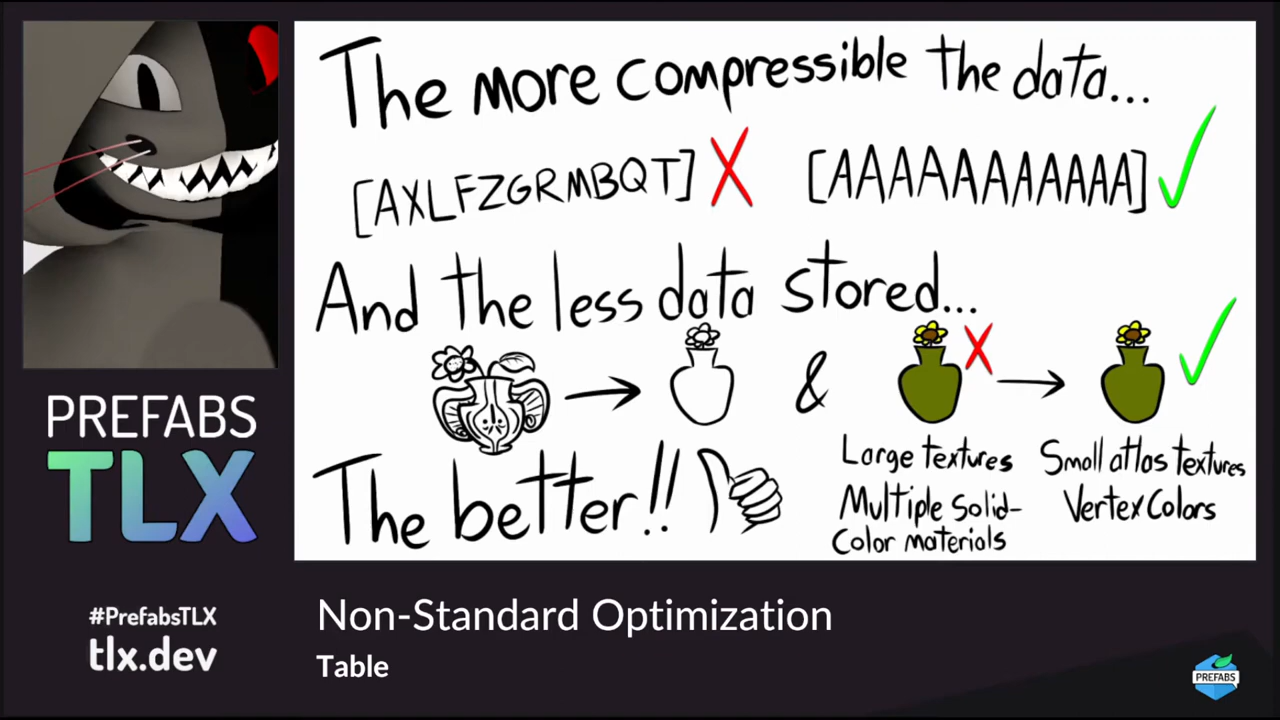 The more compressible the data...
[AXLFZGRMBQT] [AAAAAAAAAAA]
And the less data stored...
&
Large textures
Multiple Solid-
Color materials
Small atlas textures
Vertex Colors
The better!!
PREFABS
TLX
#PrefabsTLX
tlx.dev
Non-Standard Optimization
Table
PREFABS